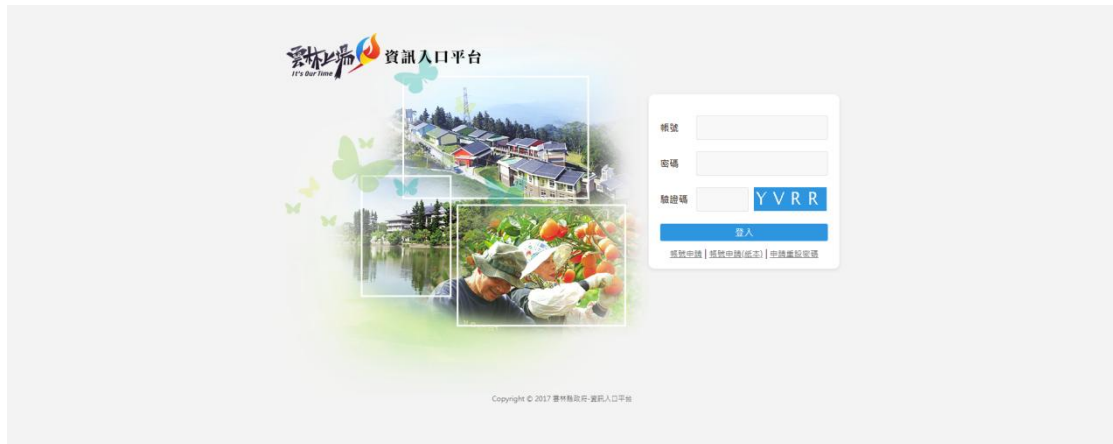 雲林上場
It's Our Time
資訊入口平台
帳號
密碼
驗證碼 YVRR
登入
帳號申請 | 帳號申請(紙本) | 申請重設密碼
Copyright © 2017 雲林縣政府-資訊入口平台